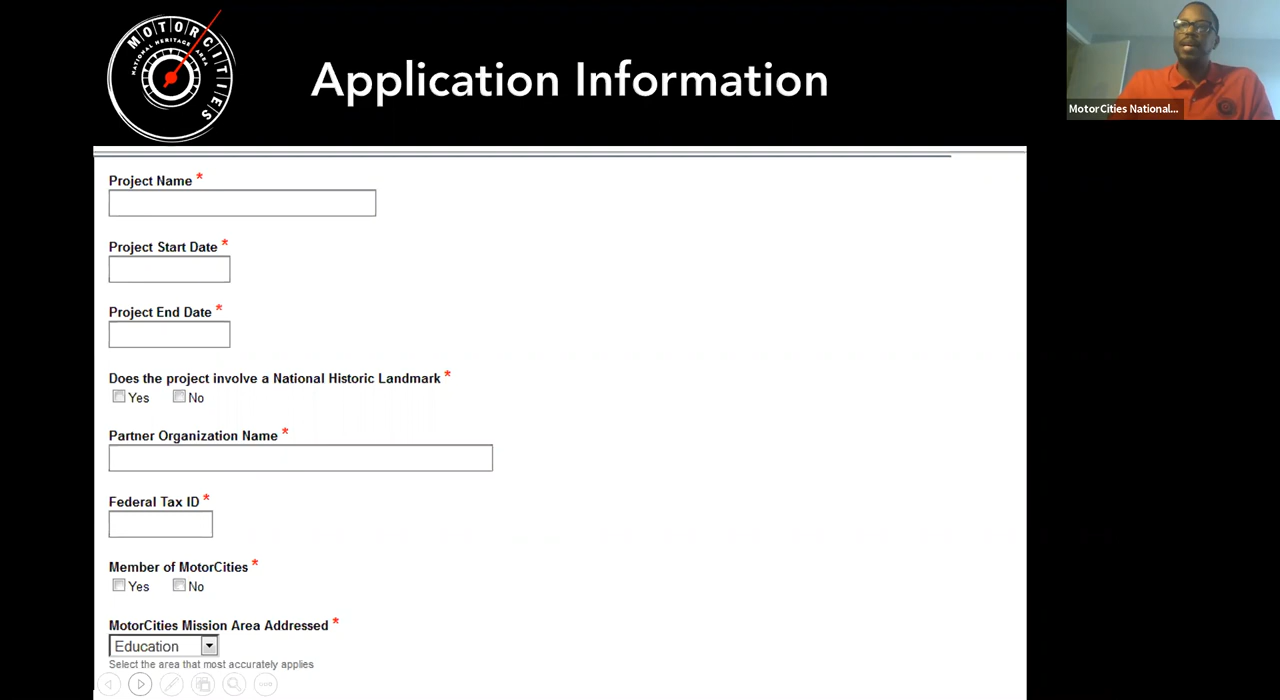 MOTORCITIES
NATIONAL HERITAGE AREA
Application Information
MotorCities National...
Project Name *
Project Start Date *
Project End Date *
Does the project involve a National Historic Landmark *
Yes No
Partner Organization Name *
Federal Tax ID *
Member of MotorCities *
Yes No
MotorCities Mission Area Addressed *
Education
Select the area that most accurately applies